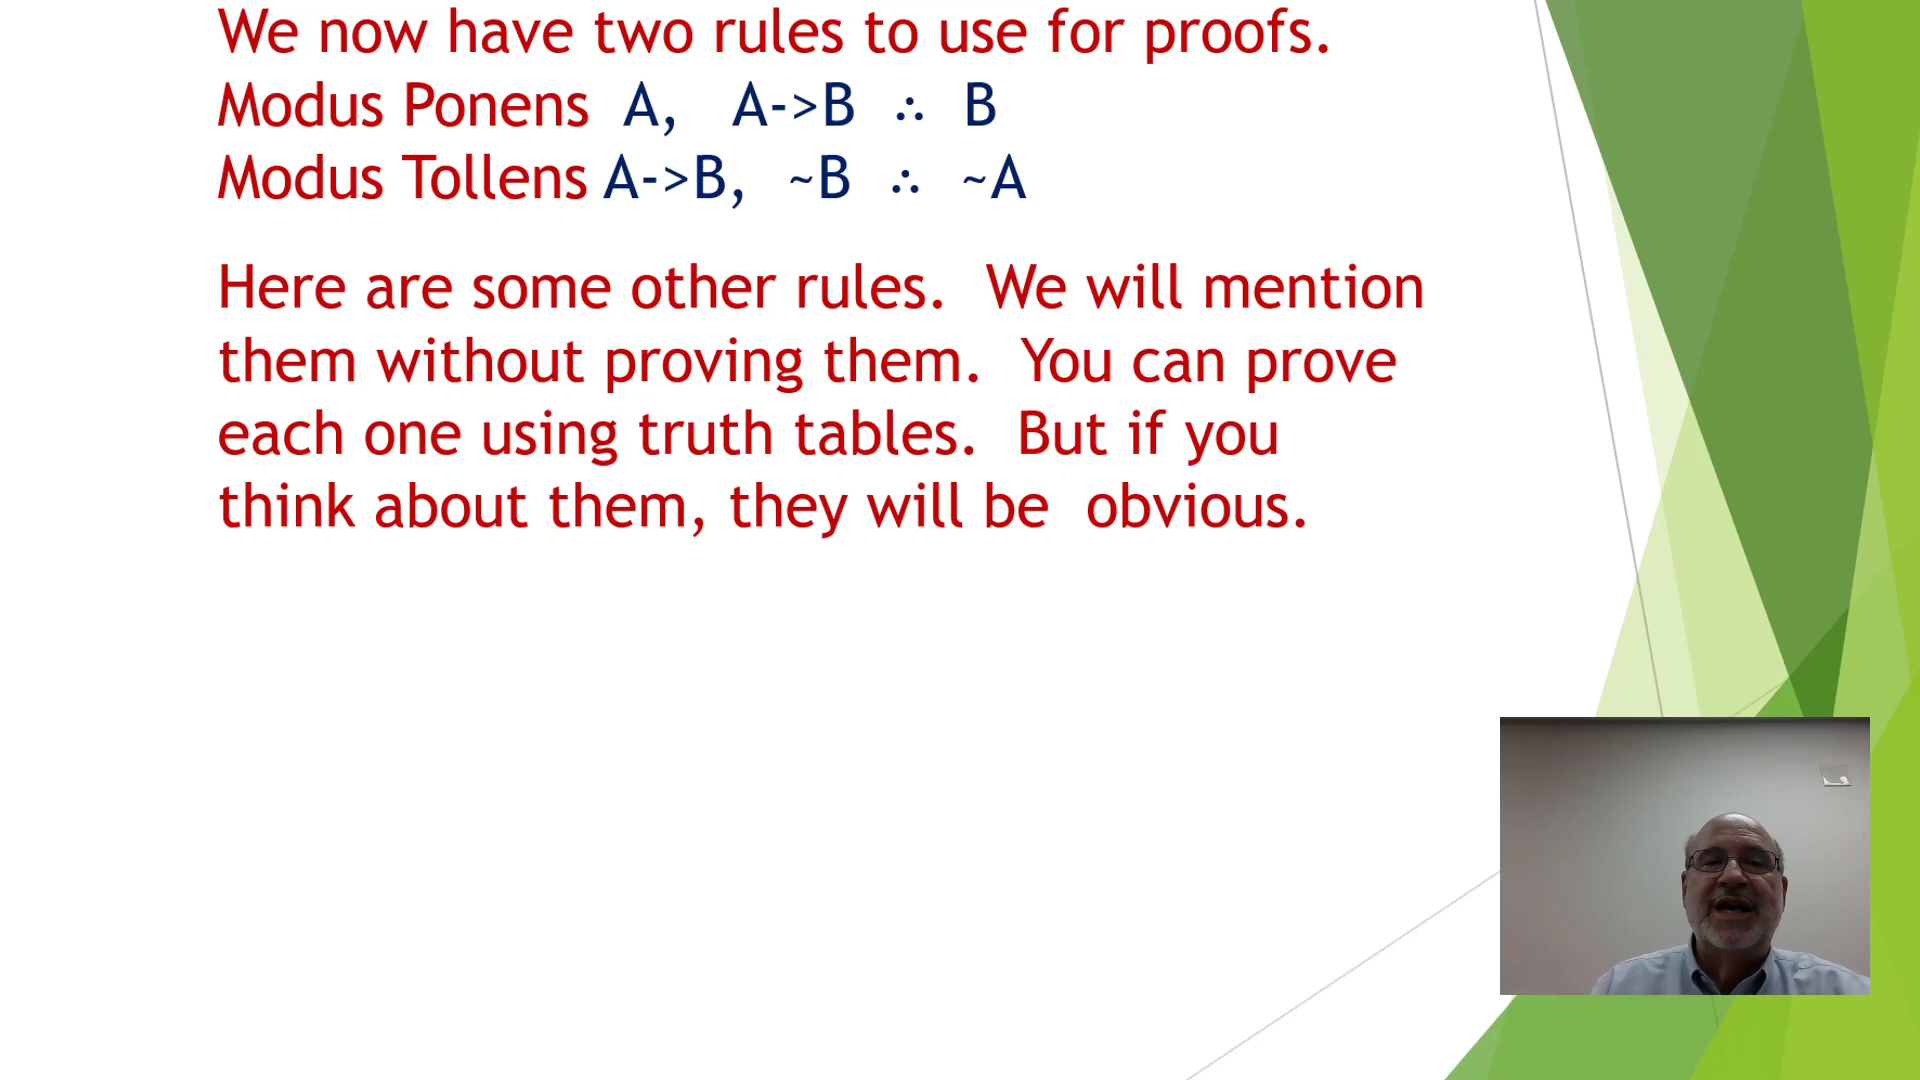 We now have two rules to use for proofs.
Modus Ponens A, A->B ∴ B
Modus Tollens A->B, ~B ∴ ~A
Here are some other rules. We will mention
them without proving them. You can prove
each one using truth tables. But if you
think about them, they will be obvious.